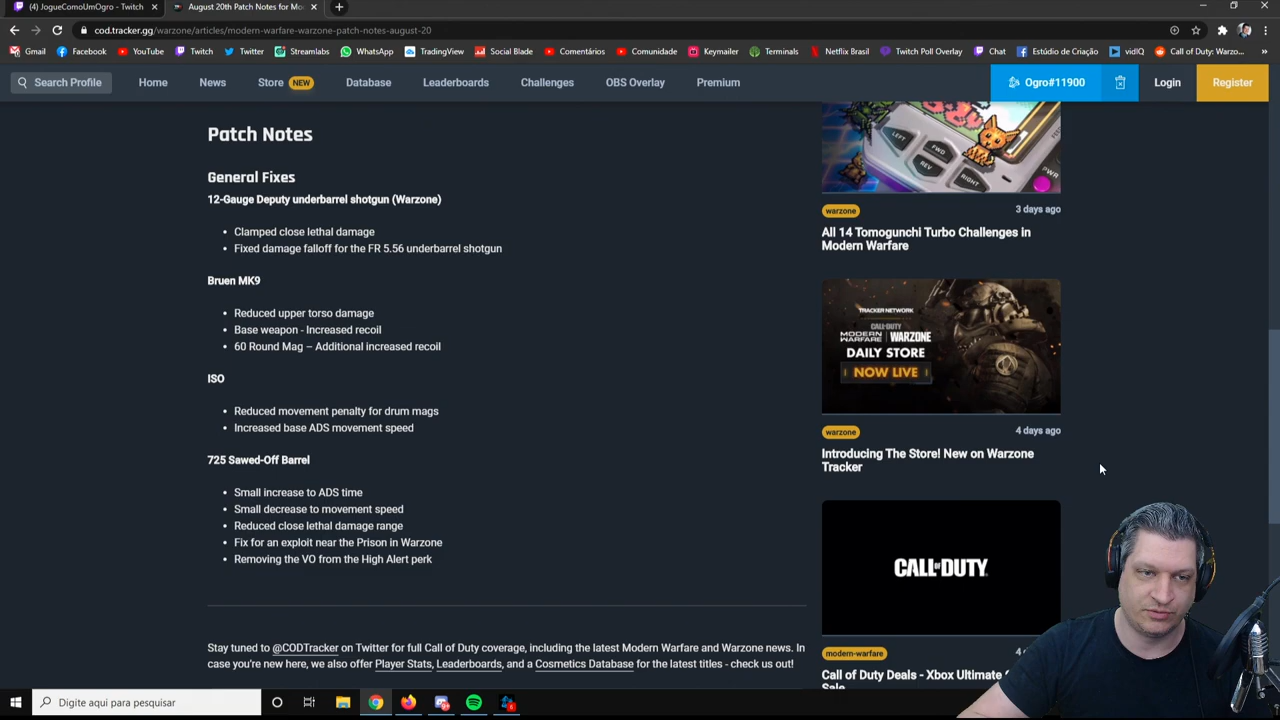 (4) JogueComoUmOgro - Twitch
August 20th Patch Notes for Mo
cod.tracker.gg/warzone/articles/modern-warfare-warzone-patch-notes-august-20
Gmail Facebook YouTube Twitch Twitter Streamlabs WhatsApp TradingView Social Blade Comentários Comunidade Keymailer Terminals Netflix Brasil Twitch Poll Overlay Chat Estúdio de Criação vidIQ Call of Duty: Warzo...
Search Profile Home News Store NEW Database Leaderboards Challenges OBS Overlay Premium Ogro#11900 Login Register
Patch Notes
General Fixes
12-Gauge Deputy underbarrel shotgun (Warzone)
• Clamped close lethal damage
• Fixed damage falloff for the FR 5.56 underbarrel shotgun
Bruen MK9
• Reduced upper torso damage
• Base weapon - Increased recoil
• 60 Round Mag – Additional increased recoil
ISO
• Reduced movement penalty for drum mags
• Increased base ADS movement speed
725 Sawed-Off Barrel
• Small increase to ADS time
• Small decrease to movement speed
• Reduced close lethal damage range
• Fix for an exploit near the Prison in Warzone
• Removing the VO from the High Alert perk
Stay tuned to @CODTracker on Twitter for full Call of Duty coverage, including the latest Modern Warfare and Warzone news. In
case you're new here, we also offer Player Stats, Leaderboards, and a Cosmetics Database for the latest titles - check us out!
LEFT
FWD
REV
RIGHT
PWR
warzone 3 days ago
All 14 Tomogunchi Turbo Challenges in
Modern Warfare
TRACKER NETWORK
CALL OF DUTY
MODERN WARFARE WARZONE
DAILY STORE
NOW LIVE
warzone 4 days ago
Introducing The Store! New on Warzone
Tracker
CALL OF DUTY
modern-warfare 4
Call of Duty Deals - Xbox Ultimate
Sale
Digite aqui para pesquisar